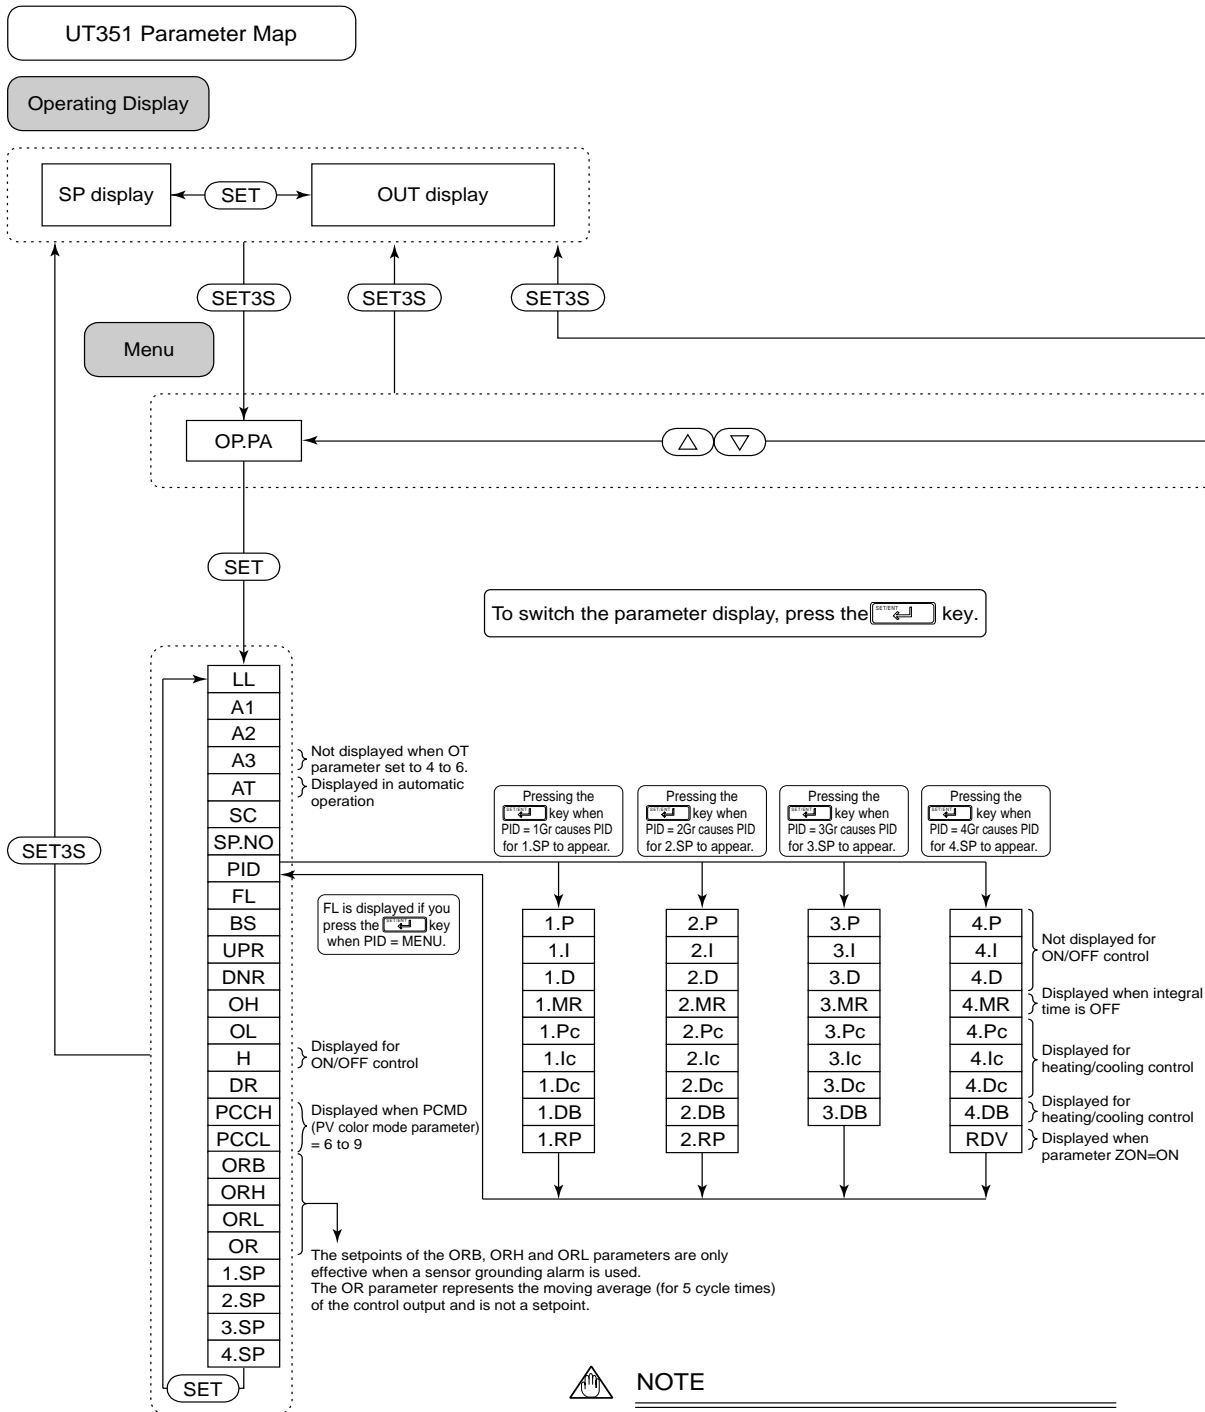 UT351 Parameter Map
Operating Display
SP display
SET
OUT display
SET3S
SET3S
SET3S
Menu
OP.PA
△
▽
SET
To switch the parameter display, press the SET/ENT key.
LL
A1
A2
A3
AT
SC
SP.NO
PID
FL
BS
UPR
DNR
OH
OL
H
DR
PCCH
PCCL
ORB
ORH
ORL
OR
1.SP
2.SP
3.SP
4.SP
SET
SET3S
Not displayed when OT
parameter set to 4 to 6.
Displayed in automatic
operation
FL is displayed if you
press the SET/ENT key
when PID = MENU.
Displayed for
ON/OFF control
Displayed when PCMD
(PV color mode parameter)
= 6 to 9
The setpoints of the ORB, ORH and ORL parameters are only
effective when a sensor grounding alarm is used.
The OR parameter represents the moving average (for 5 cycle times)
of the control output and is not a setpoint.
Pressing the
SET/ENT key when
PID = 1Gr causes PID
for 1.SP to appear.
1.P
1.I
1.D
1.MR
1.Pc
1.Ic
1.Dc
1.DB
1.RP
Pressing the
SET/ENT key when
PID = 2Gr causes PID
for 2.SP to appear.
2.P
2.I
2.D
2.MR
2.Pc
2.Ic
2.Dc
2.DB
2.RP
Pressing the
SET/ENT key when
PID = 3Gr causes PID
for 3.SP to appear.
3.P
3.I
3.D
3.MR
3.Pc
3.Ic
3.Dc
3.DB
Pressing the
SET/ENT key when
PID = 4Gr causes PID
for 4.SP to appear.
4.P
4.I
4.D
4.MR
4.Pc
4.Ic
4.Dc
4.DB
RDV
Not displayed for
ON/OFF control
Displayed when integral
time is OFF
Displayed for
heating/cooling control
Displayed for
heating/cooling control
Displayed when
parameter ZON=ON
NOTE